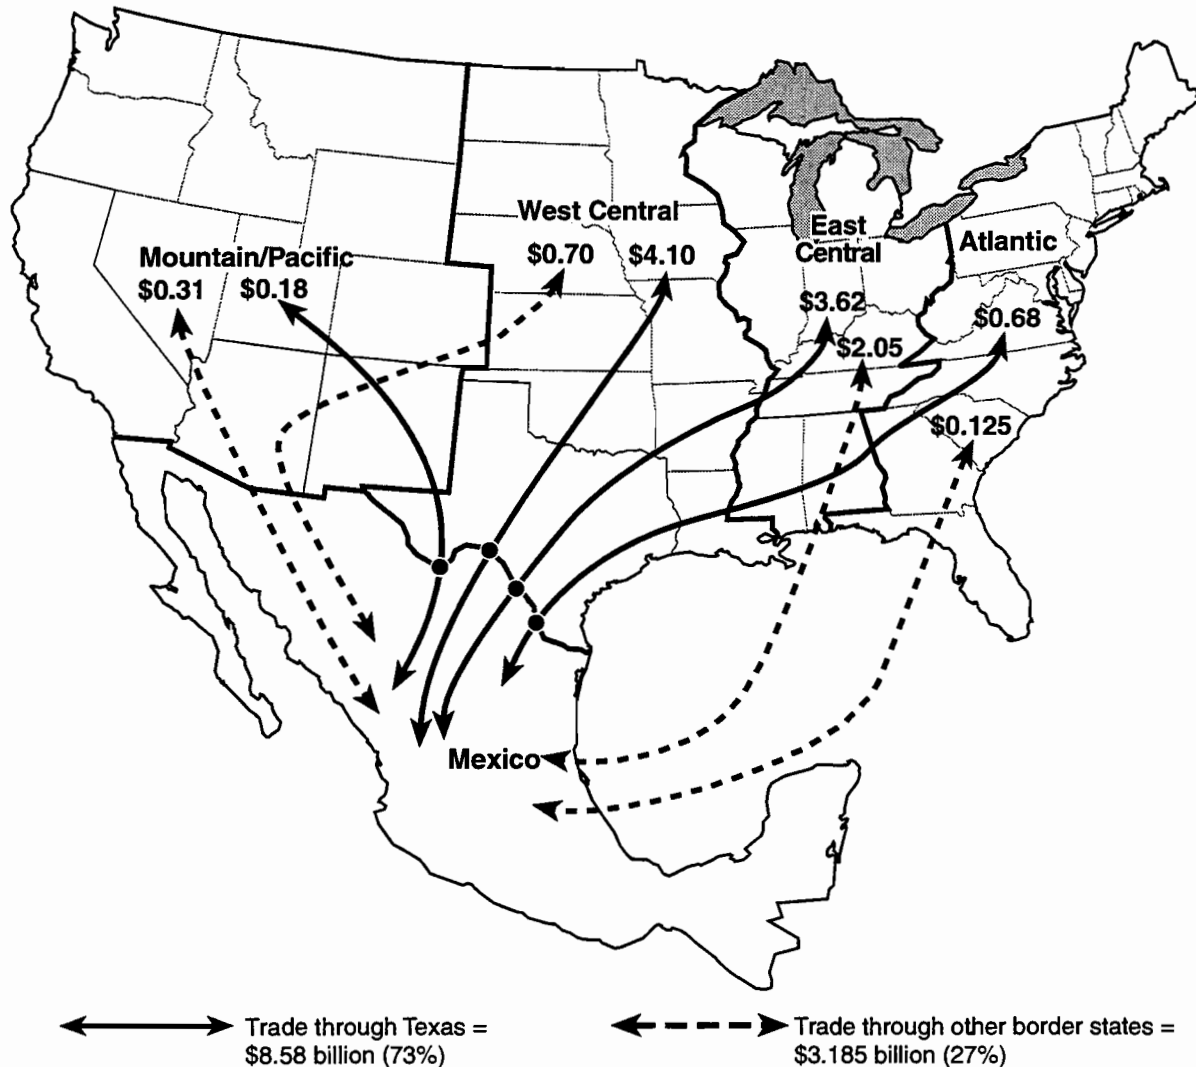 West Central
$0.70
$4.10
East
Central
Atlantic
Mountain/Pacific
$0.31
$0.18
$3.62
$2.05
$0.68
$0.125
Mexico
Trade through Texas =
$8.58 billion (73%)
Trade through other border states =
$3.185 billion (27%)